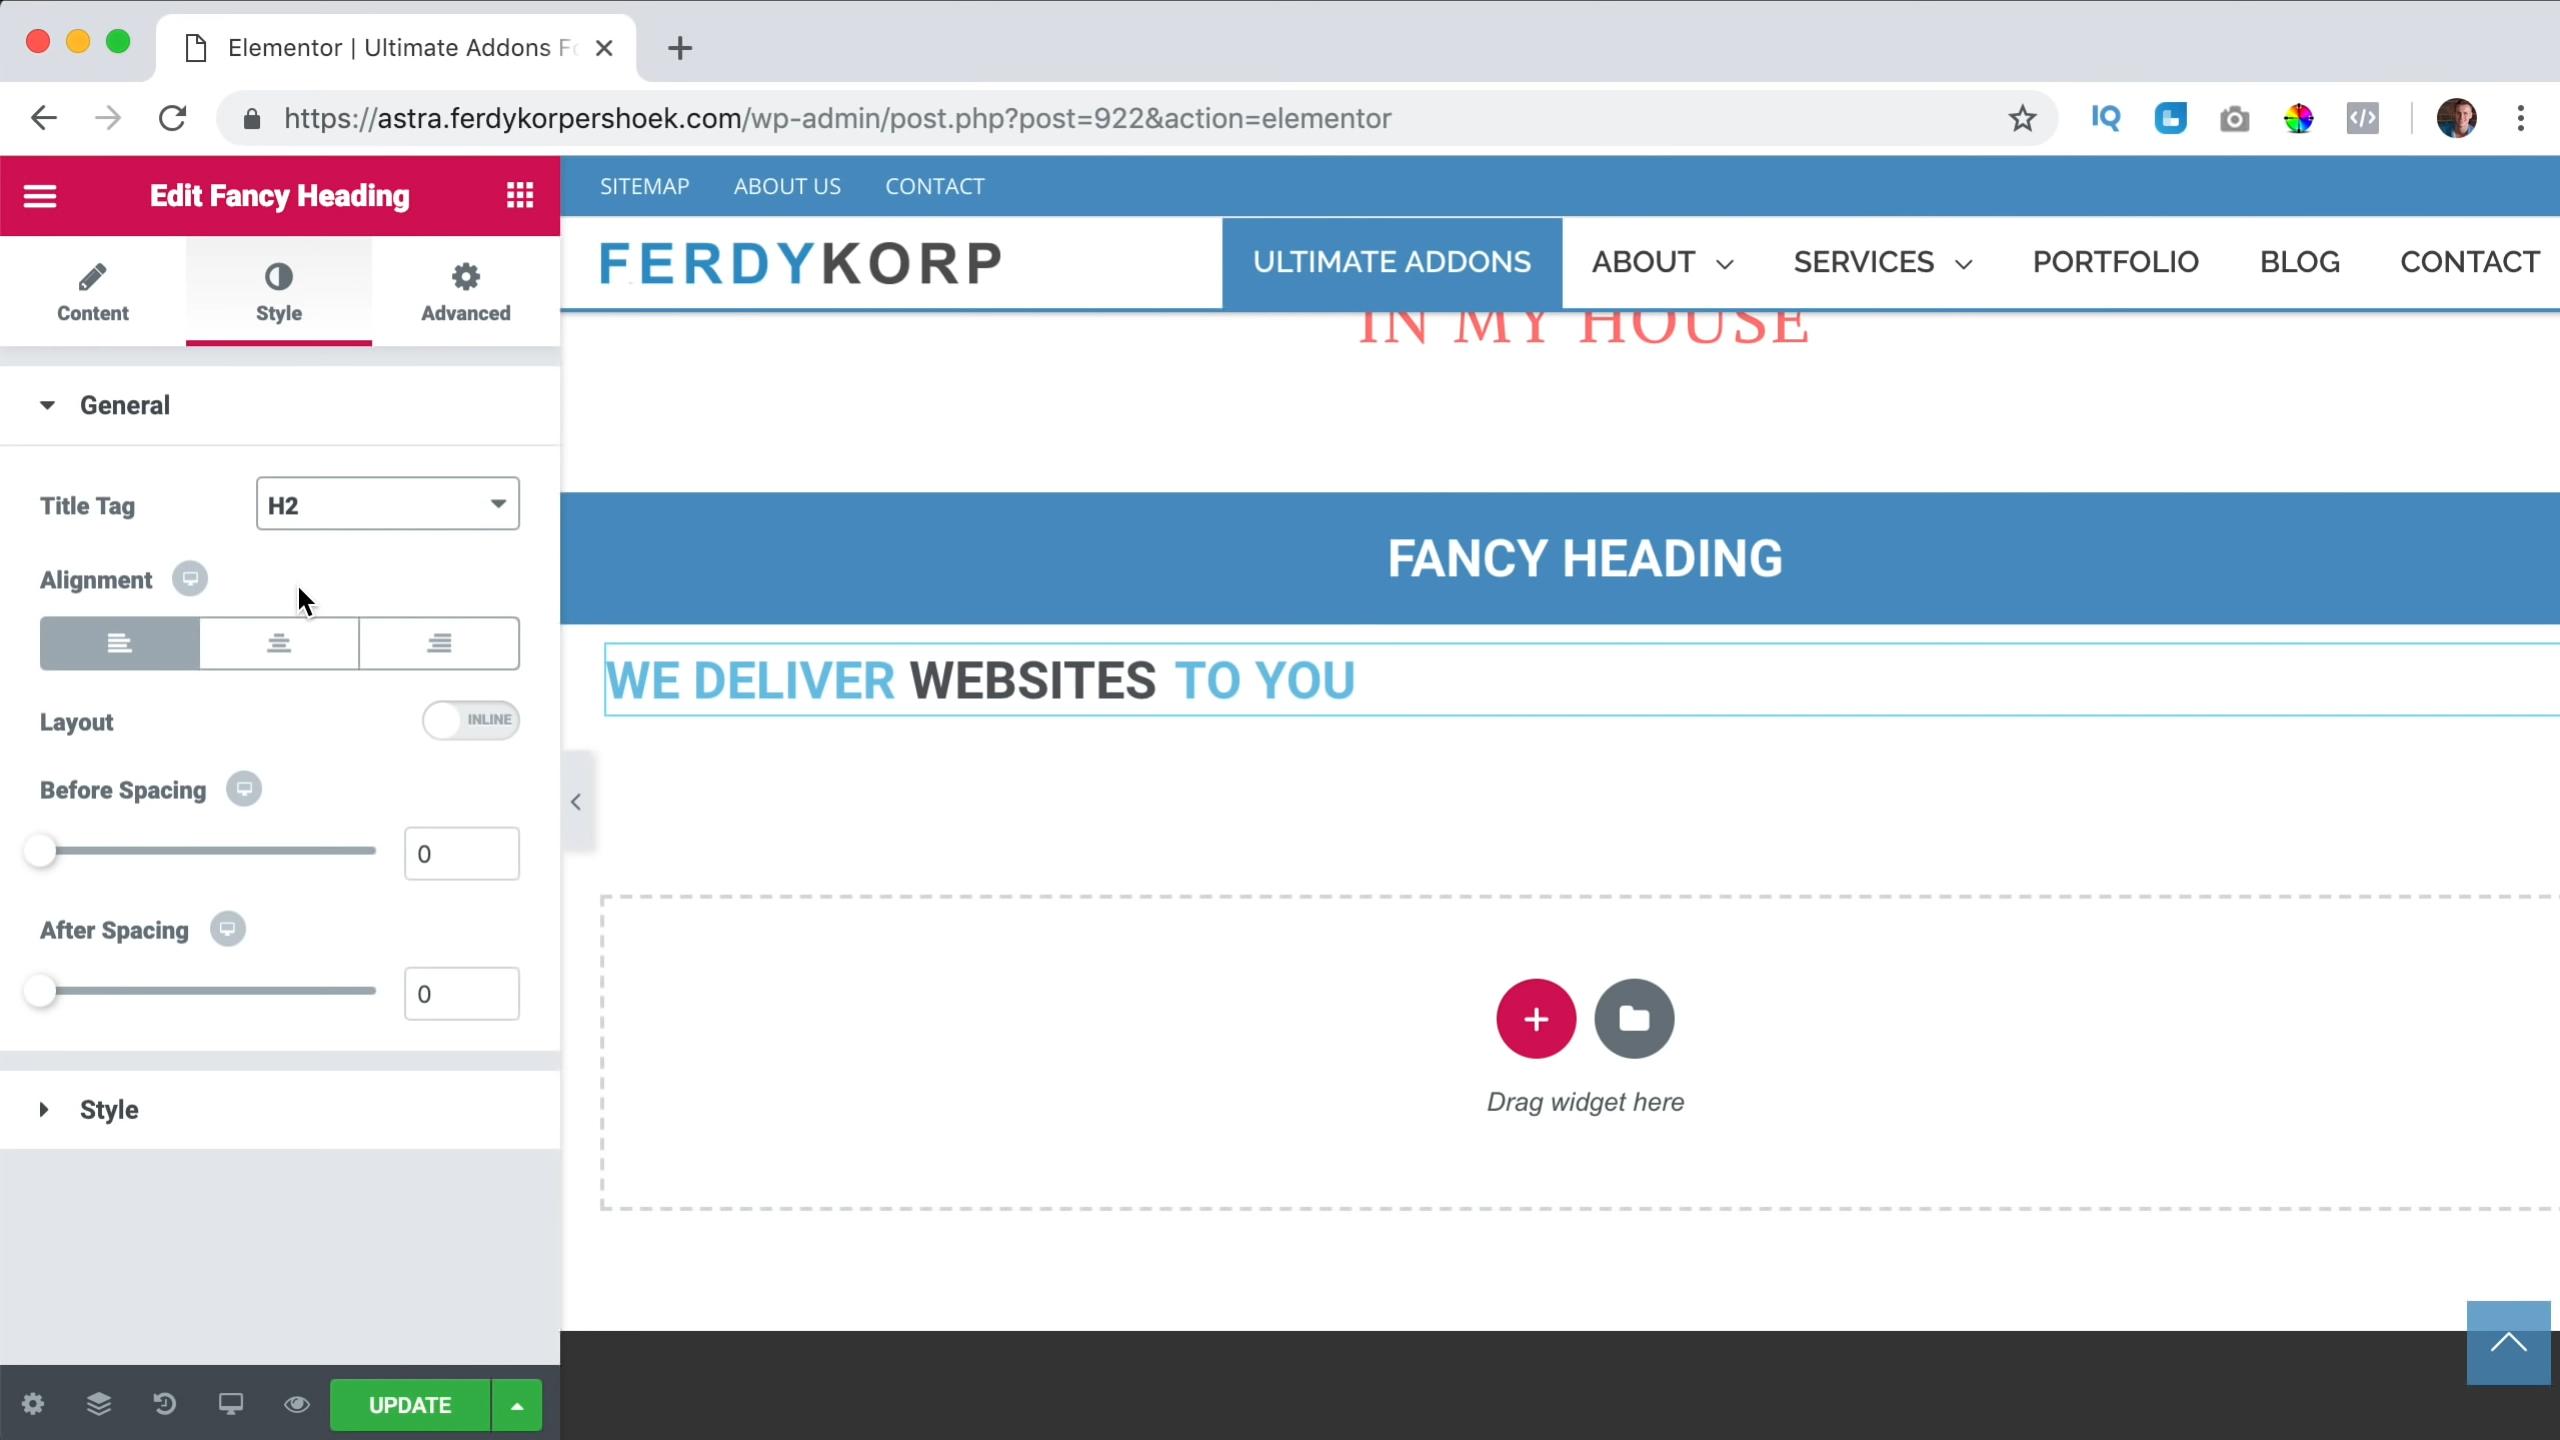 Elementor | Ultimate Addons Fo
https://astra.ferdykorpershoek.com/wp-admin/post.php?post=922&action=elementor
IQ
Edit Fancy Heading
Content
Style
Advanced
General
Title Tag
H2
Alignment
Layout
INLINE
Before Spacing
0
After Spacing
0
Style
UPDATE
SITEMAP
ABOUT US
CONTACT
FERDYKORP
ULTIMATE ADDONS
ABOUT
SERVICES
PORTFOLIO
BLOG
CONTACT
IN MY HOUSE
FANCY HEADING
WE DELIVER WEBSITES TO YOU
Drag widget here